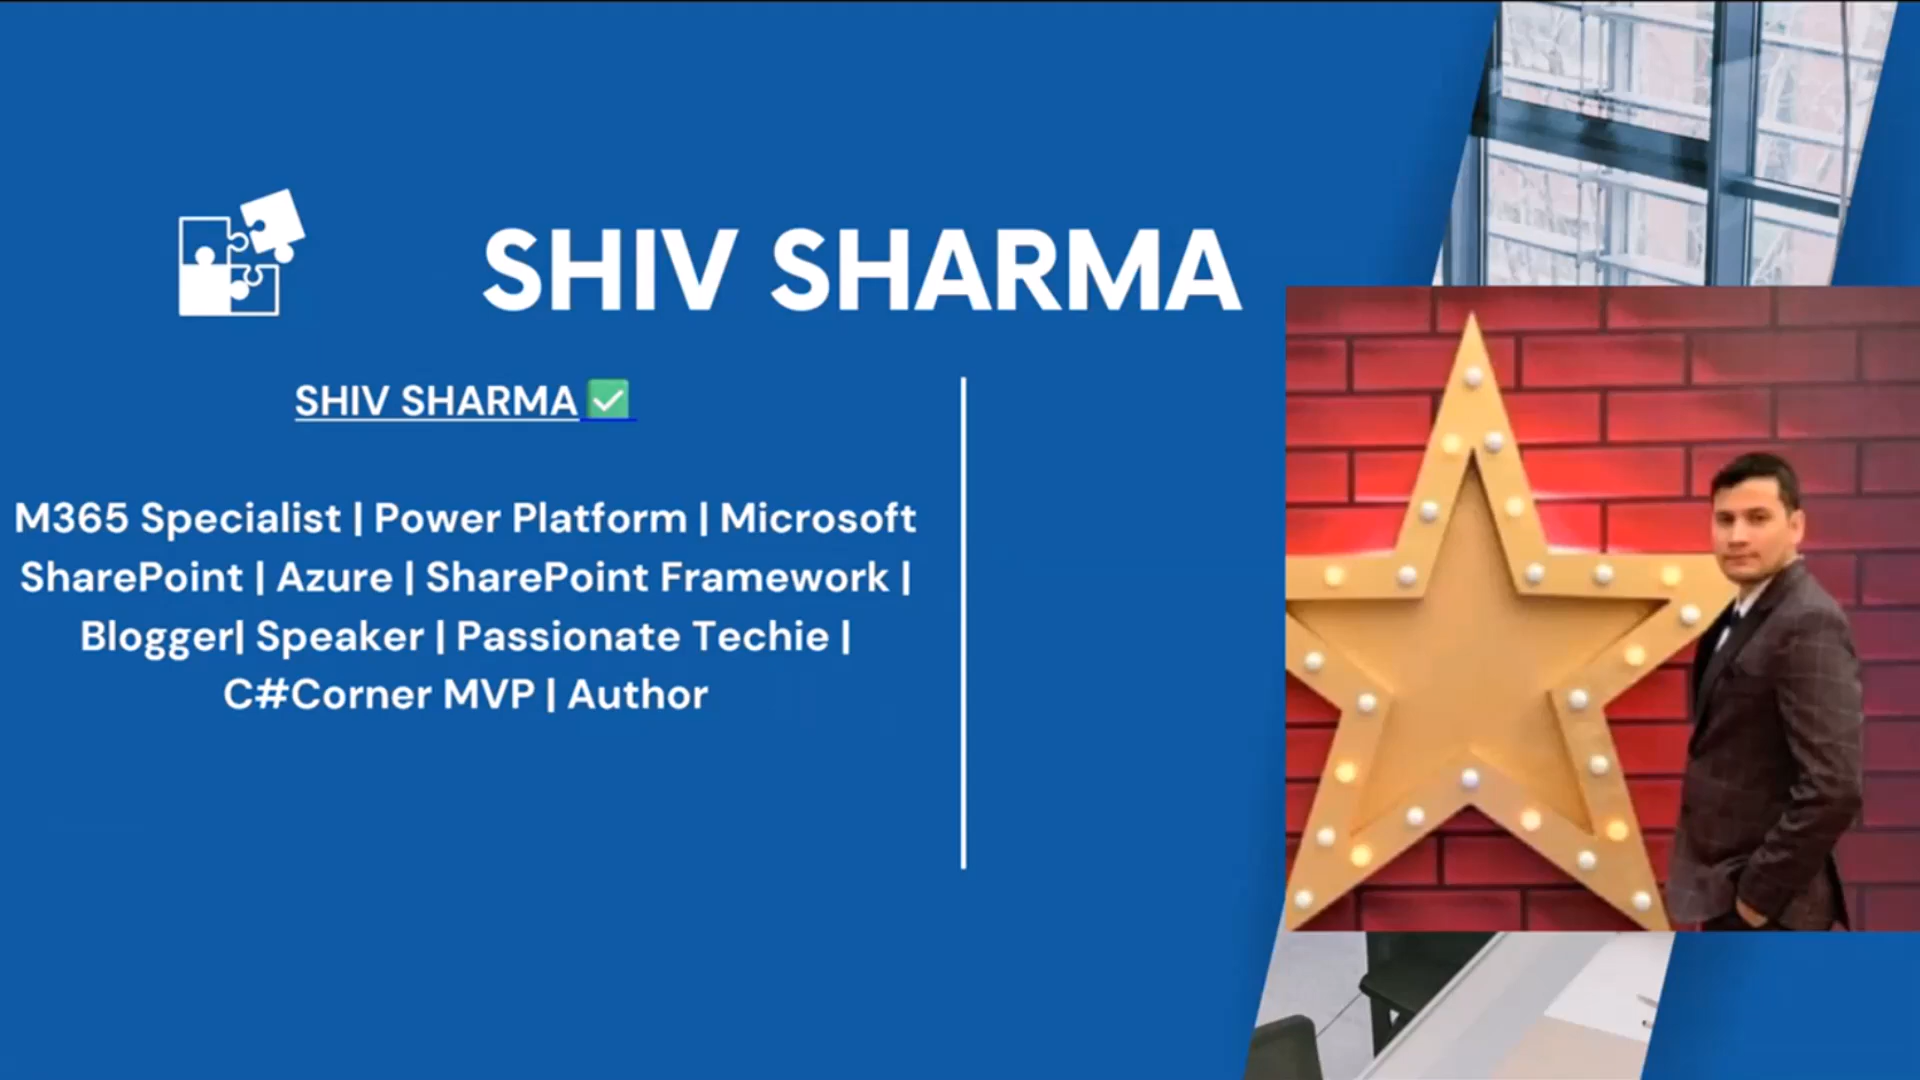 SHIV SHARMA
SHIV SHARMA ✅
M365 Specialist | Power Platform | Microsoft
SharePoint | Azure | SharePoint Framework |
Blogger| Speaker | Passionate Techie |
C#Corner MVP | Author